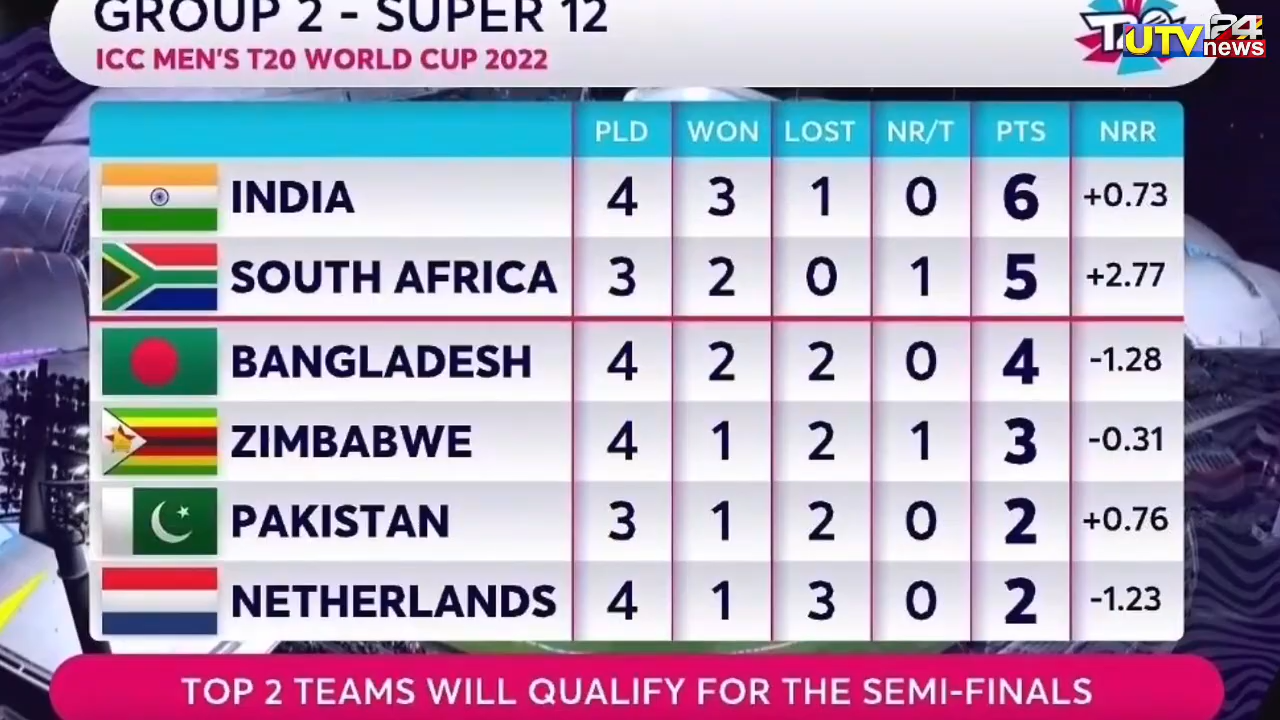 GROUP 2 - SUPER 12
ICC MEN'S T20 WORLD CUP 2022
T20
24
UTV
news
PLD WON LOST NR/T PTS NRR
INDIA 4 3 1 0 6 +0.73
SOUTH AFRICA 3 2 0 1 5 +2.77
BANGLADESH 4 2 2 0 4 -1.28
ZIMBABWE 4 1 2 1 3 -0.31
PAKISTAN 3 1 2 0 2 +0.76
NETHERLANDS 4 1 3 0 2 -1.23
TOP 2 TEAMS WILL QUALIFY FOR THE SEMI-FINALS